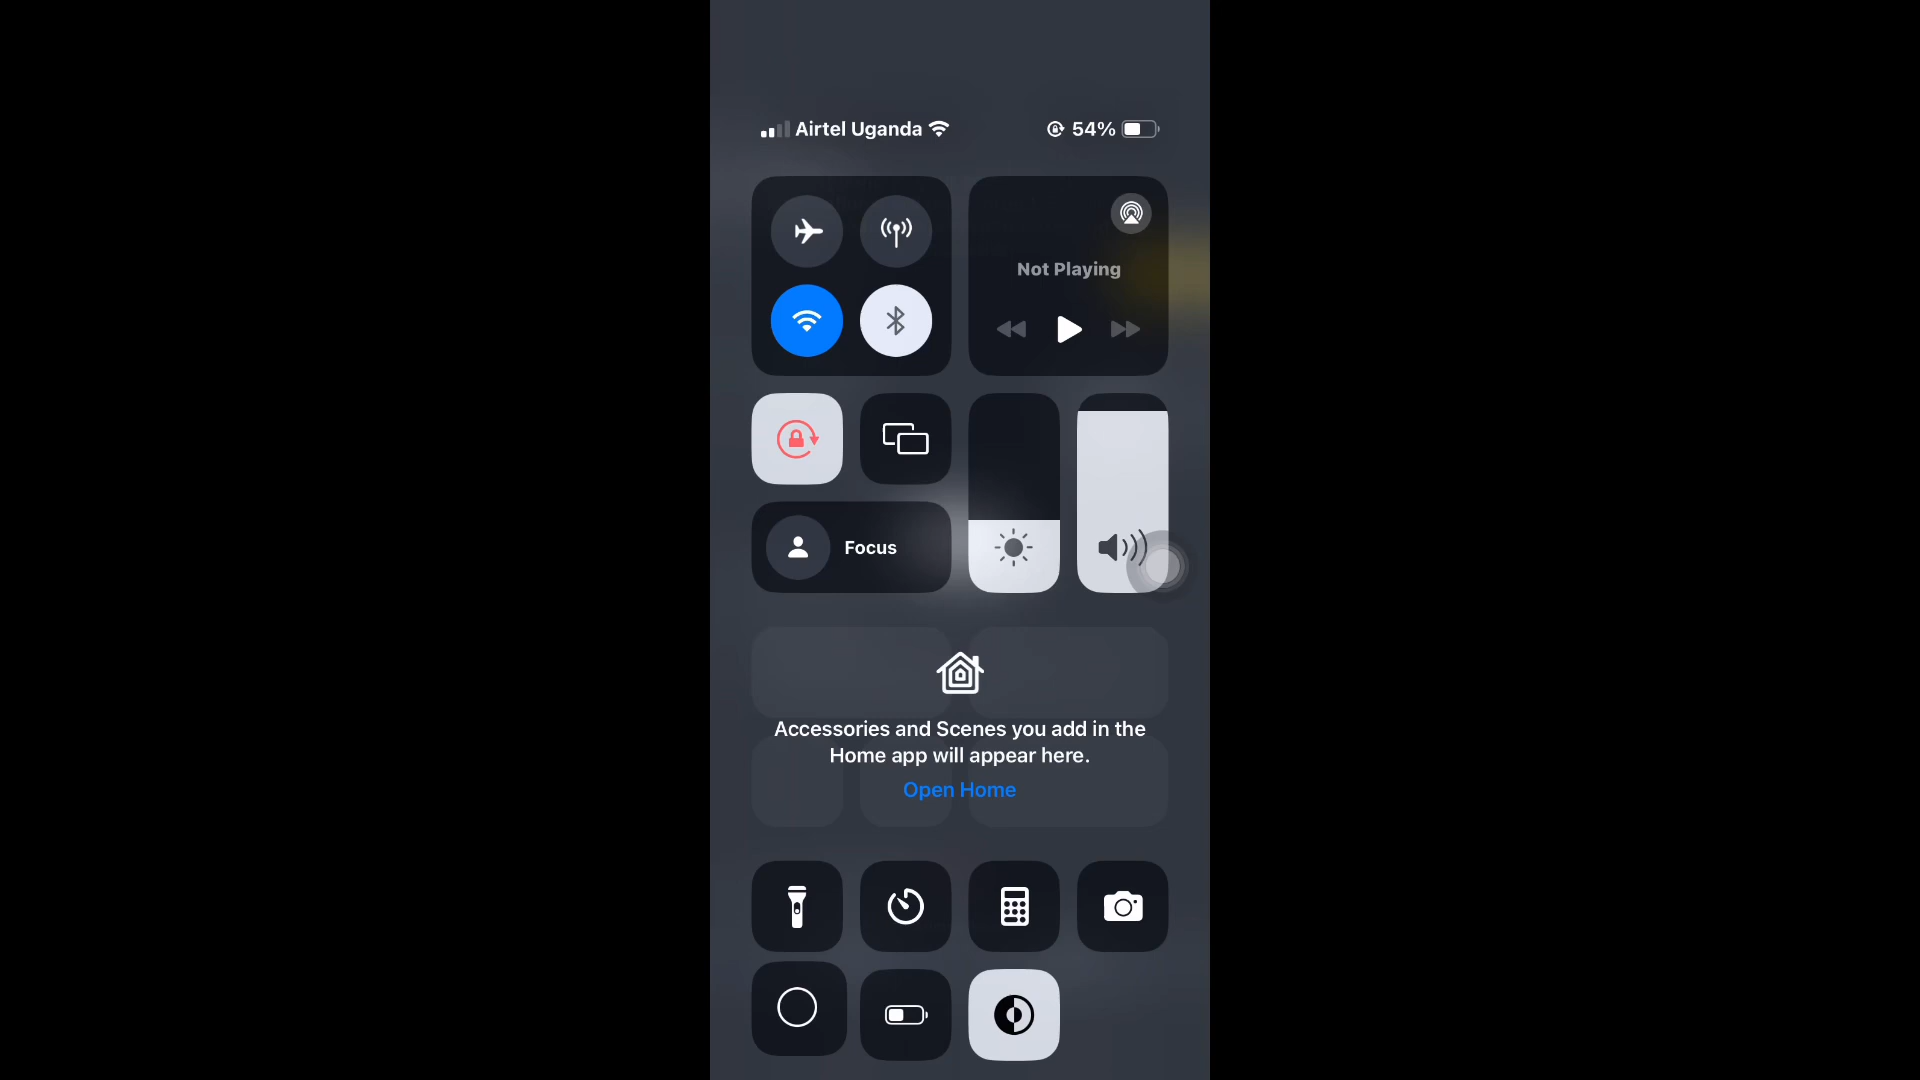 Airtel Uganda
54%
Not Playing
Focus
Accessories and Scenes you add in the
Home app will appear here.
Open Home